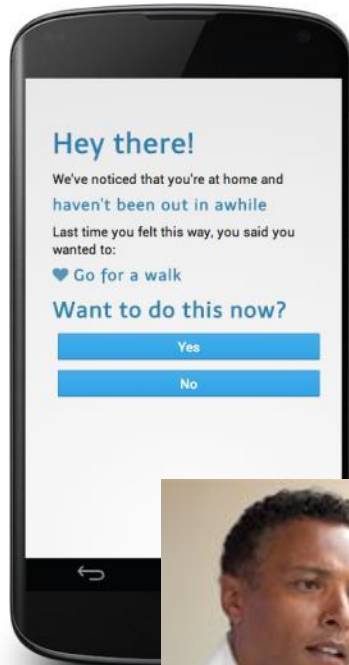 Hey there!
We've noticed that you're at home and
haven't been out in awhile
Last time you felt this way, you said you
wanted to:
Go for a walk
Want to do this now?
Yes
No